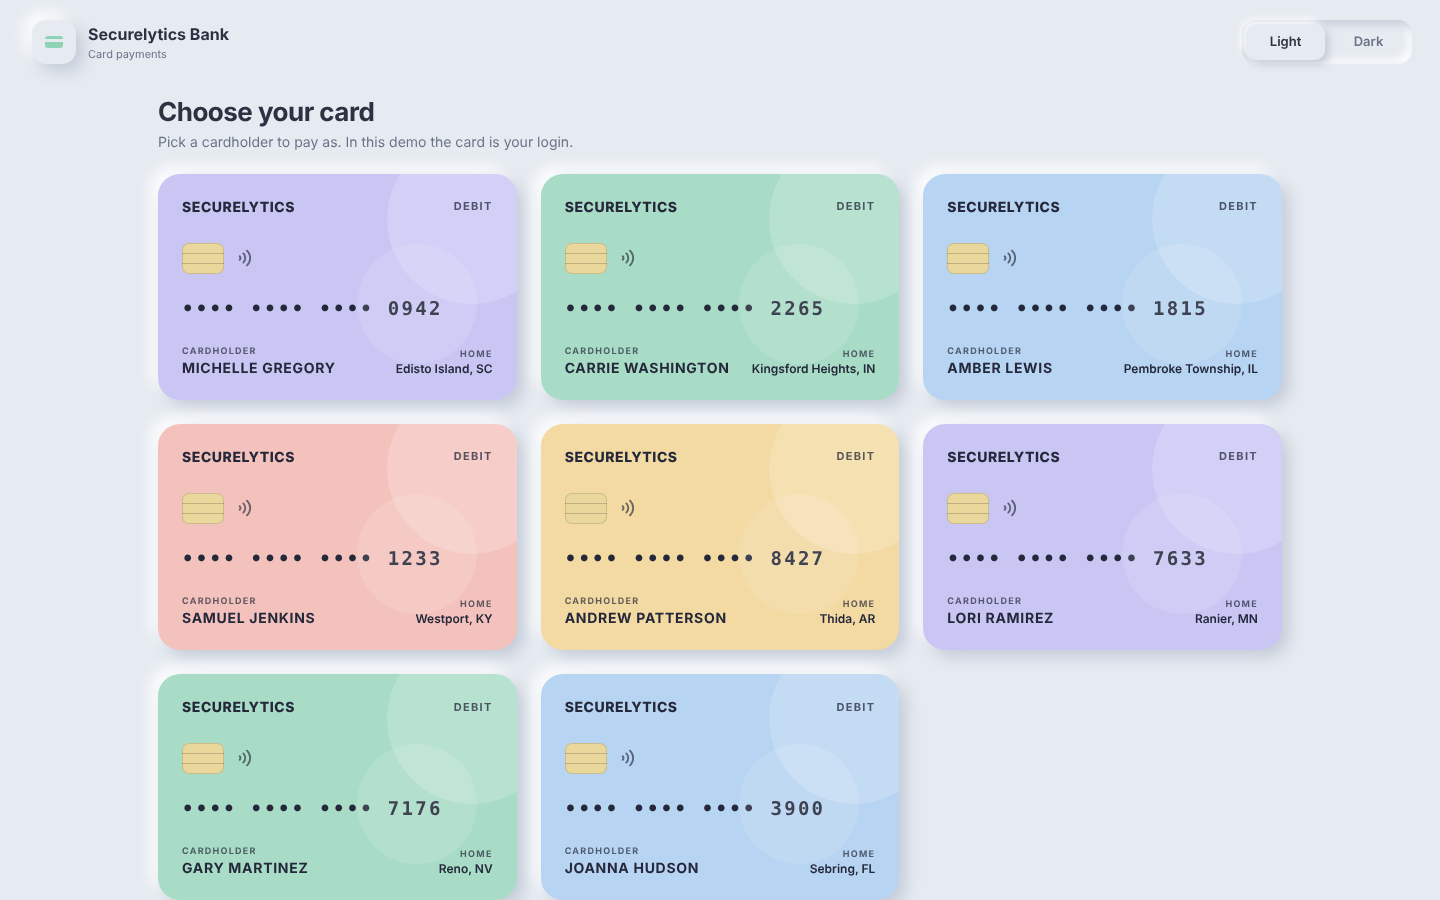 Securelytics Bank
Card payments
Light
Dark
Choose your card
Pick a cardholder to pay as. In this demo the card is your login.
SECURELYTICS
DEBIT
•••• •••• •••• 0942
CARDHOLDER
HOME
MICHELLE GREGORY
Edisto Island, SC
SECURELYTICS
DEBIT
•••• •••• •••• 2265
CARDHOLDER
HOME
CARRIE WASHINGTON
Kingsford Heights, IN
SECURELYTICS
DEBIT
•••• •••• •••• 1815
CARDHOLDER
HOME
AMBER LEWIS
Pembroke Township, IL
SECURELYTICS
DEBIT
•••• •••• •••• 1233
CARDHOLDER
HOME
SAMUEL JENKINS
Westport, KY
SECURELYTICS
DEBIT
•••• •••• •••• 8427
CARDHOLDER
HOME
ANDREW PATTERSON
Thida, AR
SECURELYTICS
DEBIT
•••• •••• •••• 7633
CARDHOLDER
HOME
LORI RAMIREZ
Ranier, MN
SECURELYTICS
DEBIT
•••• •••• •••• 7176
CARDHOLDER
HOME
GARY MARTINEZ
Reno, NV
SECURELYTICS
DEBIT
•••• •••• •••• 3900
CARDHOLDER
HOME
JOANNA HUDSON
Sebring, FL